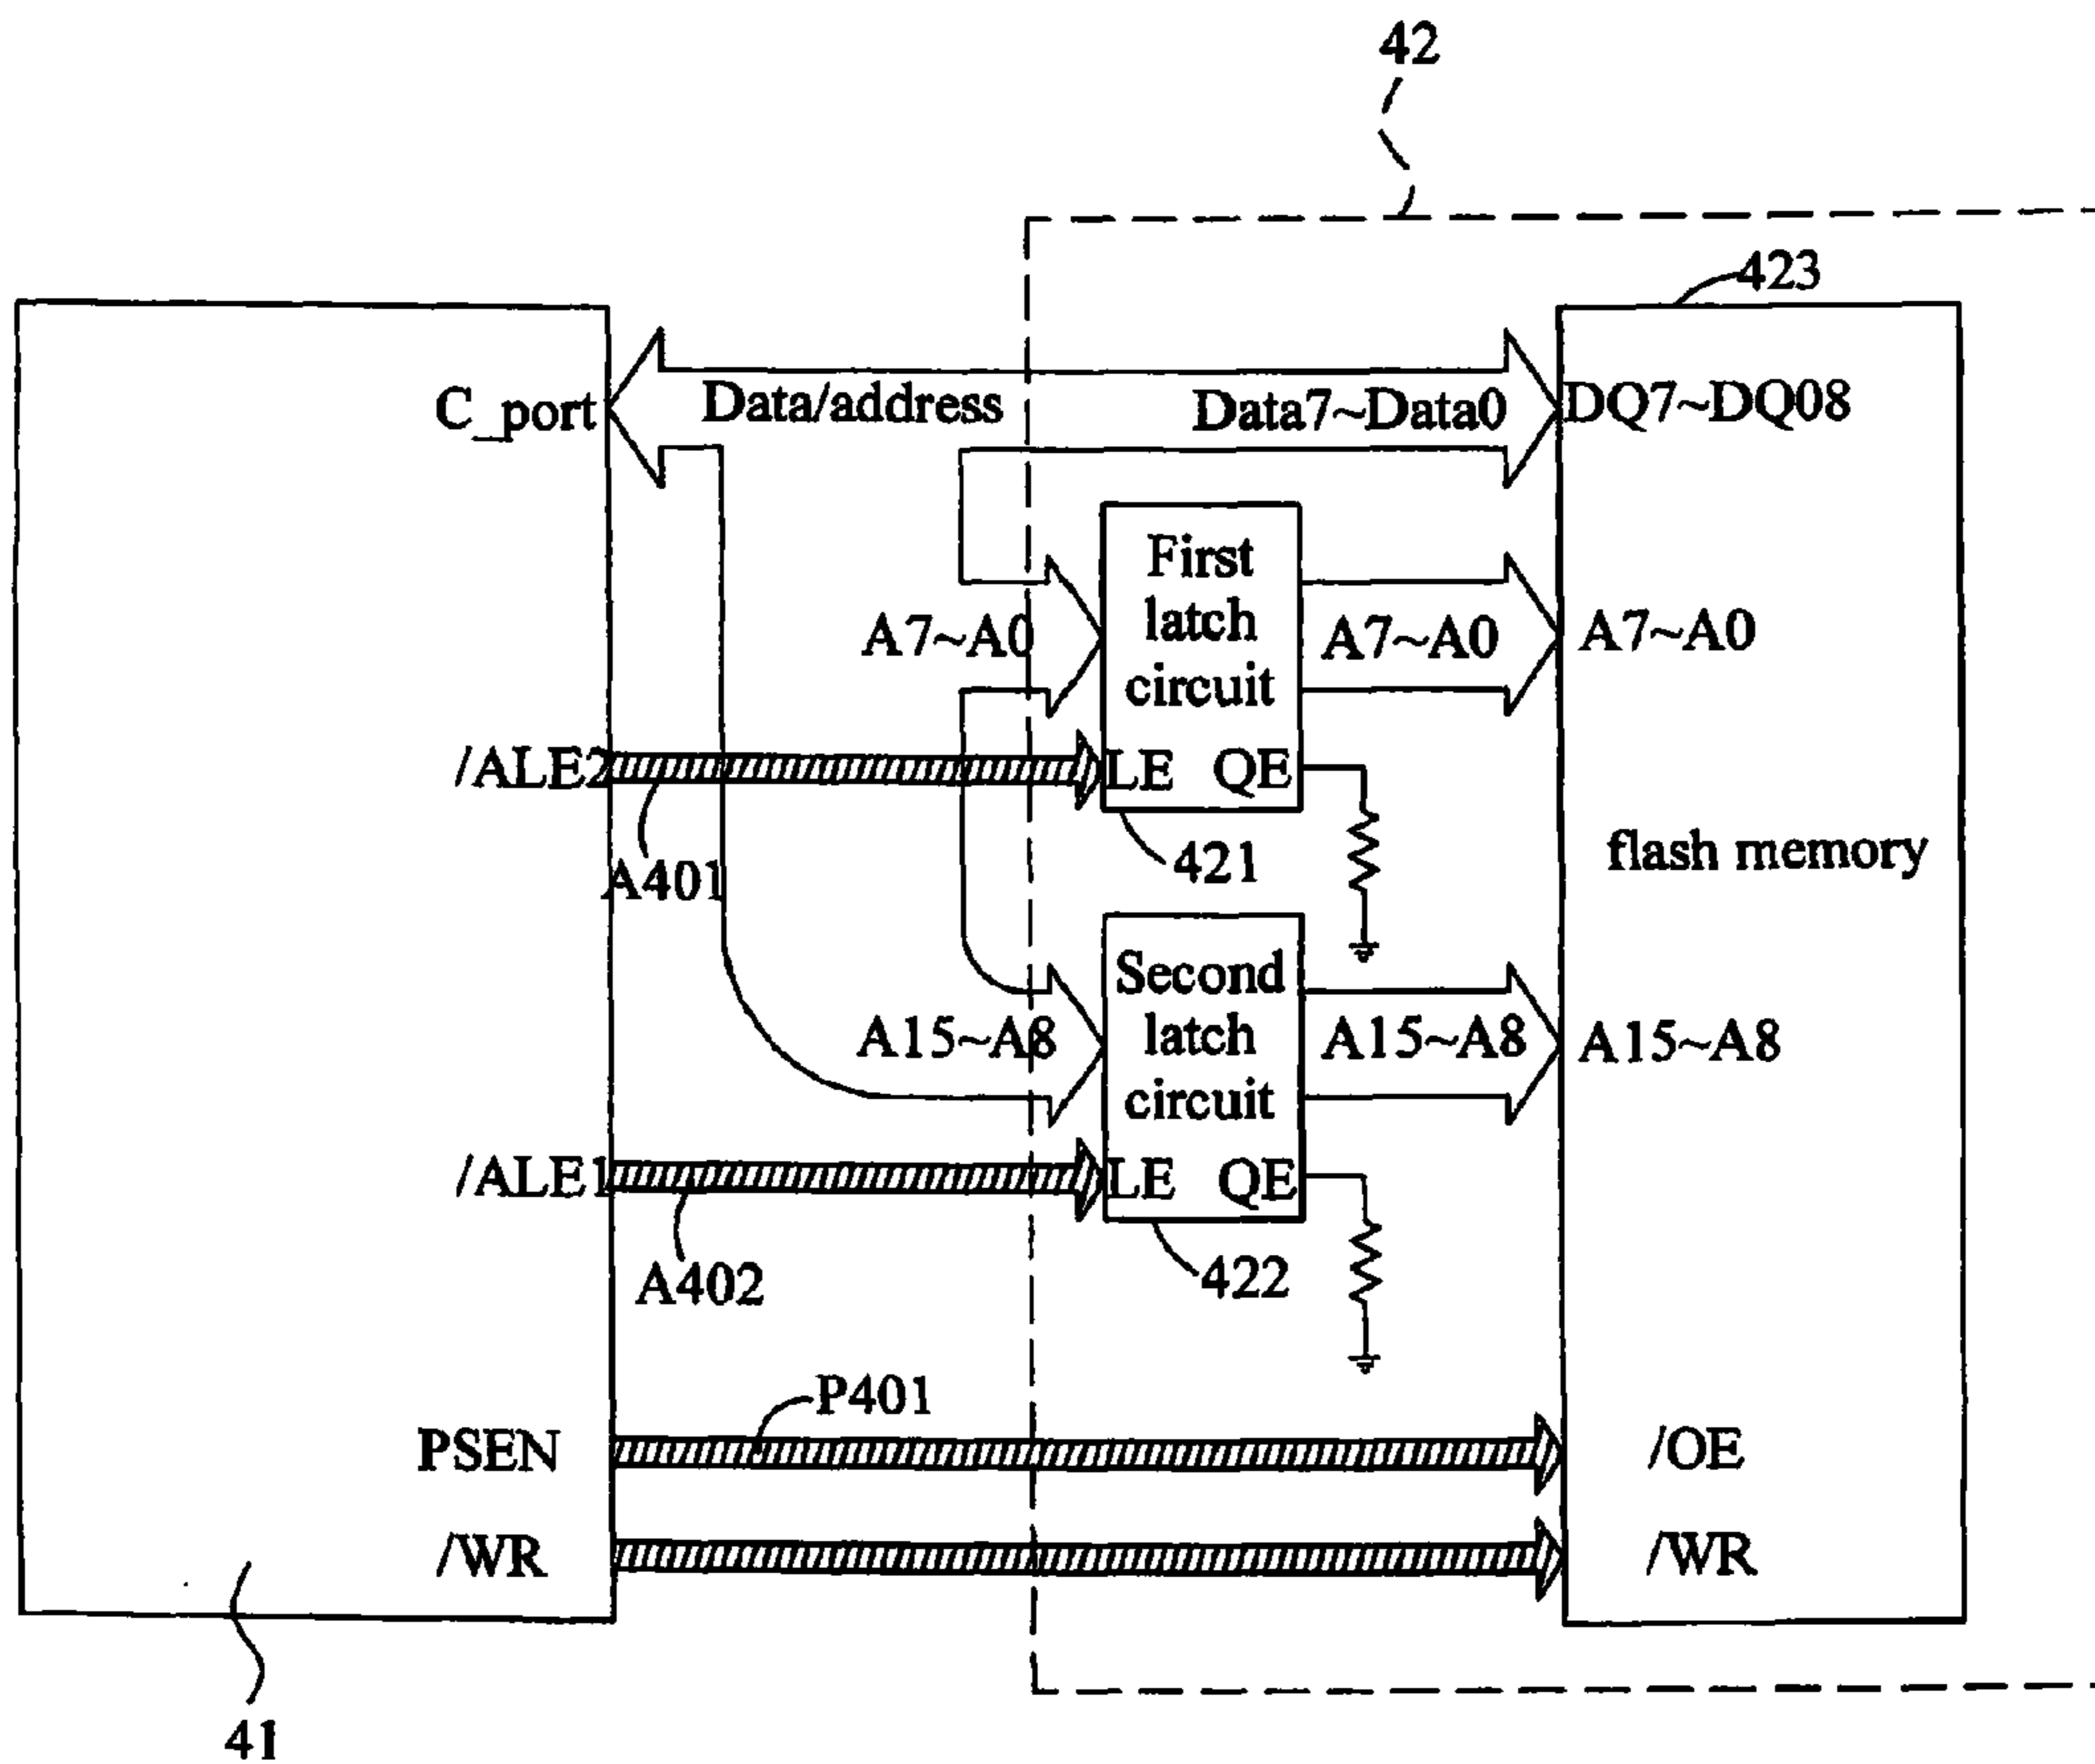 42
423
C_port
Data/address
Data7~Data0
DQ7~DQ08
First
latch
circuit
A7~A0
A7~A0
A7~A0
/ALE2
LE
QE
A401
421
flash memory
Second
latch
circuit
A15~A8
A15~A8
A15~A8
/ALE1
LE
QE
A402
422
P401
PSEN
/OE
/WR
/WR
41